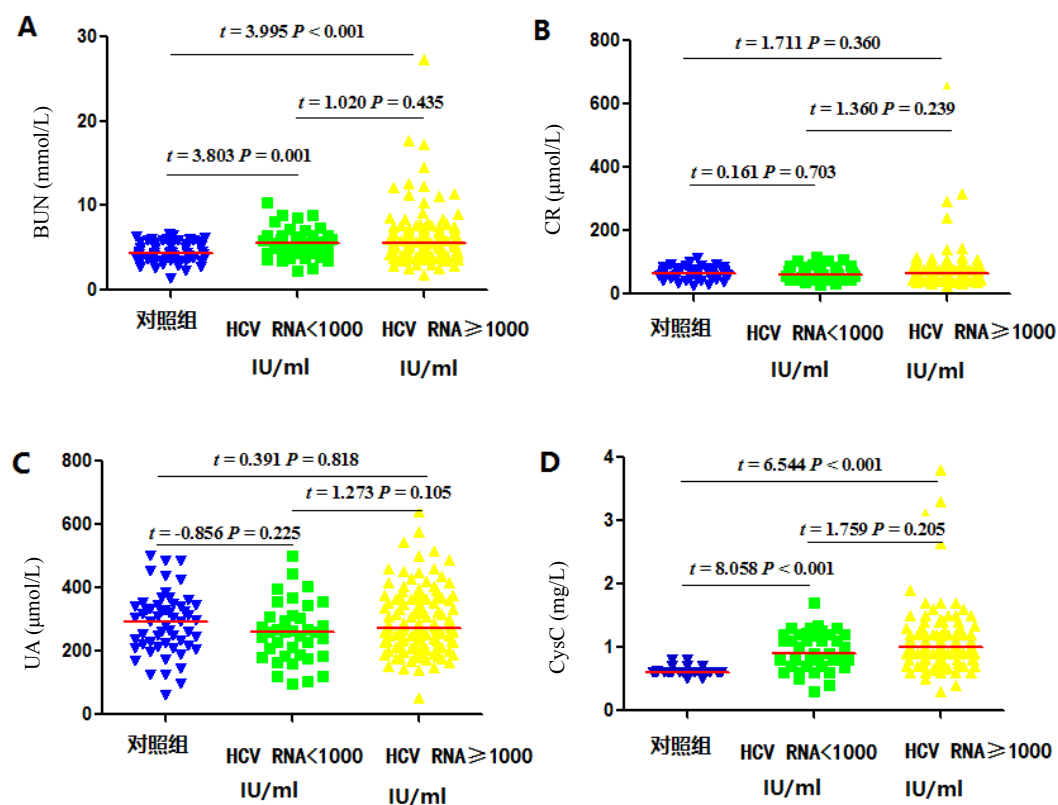 A
30
20
10
0
BUN (mmol/L)
t = 3.995 P < 0.001
t = 1.020 P = 0.435
t = 3.803 P = 0.001
对照组
HCV RNA<1000
IU/ml
HCV RNA≥1000
IU/ml
B
800
600
400
200
0
CR (μmol/L)
t = 1.711 P = 0.360
t = 1.360 P = 0.239
t = 0.161 P = 0.703
对照组
HCV RNA<1000
IU/ml
HCV RNA≥1000
IU/ml
C
800
600
400
200
0
UA (μmol/L)
t = 0.391 P = 0.818
t = 1.273 P = 0.105
t = -0.856 P = 0.225
对照组
HCV RNA<1000
IU/ml
HCV RNA≥1000
IU/ml
D
4
3
2
1
0
CysC (mg/L)
t = 6.544 P < 0.001
t = 1.759 P = 0.205
t = 8.058 P < 0.001
对照组
HCV RNA<1000
IU/ml
HCV RNA≥1000
IU/ml